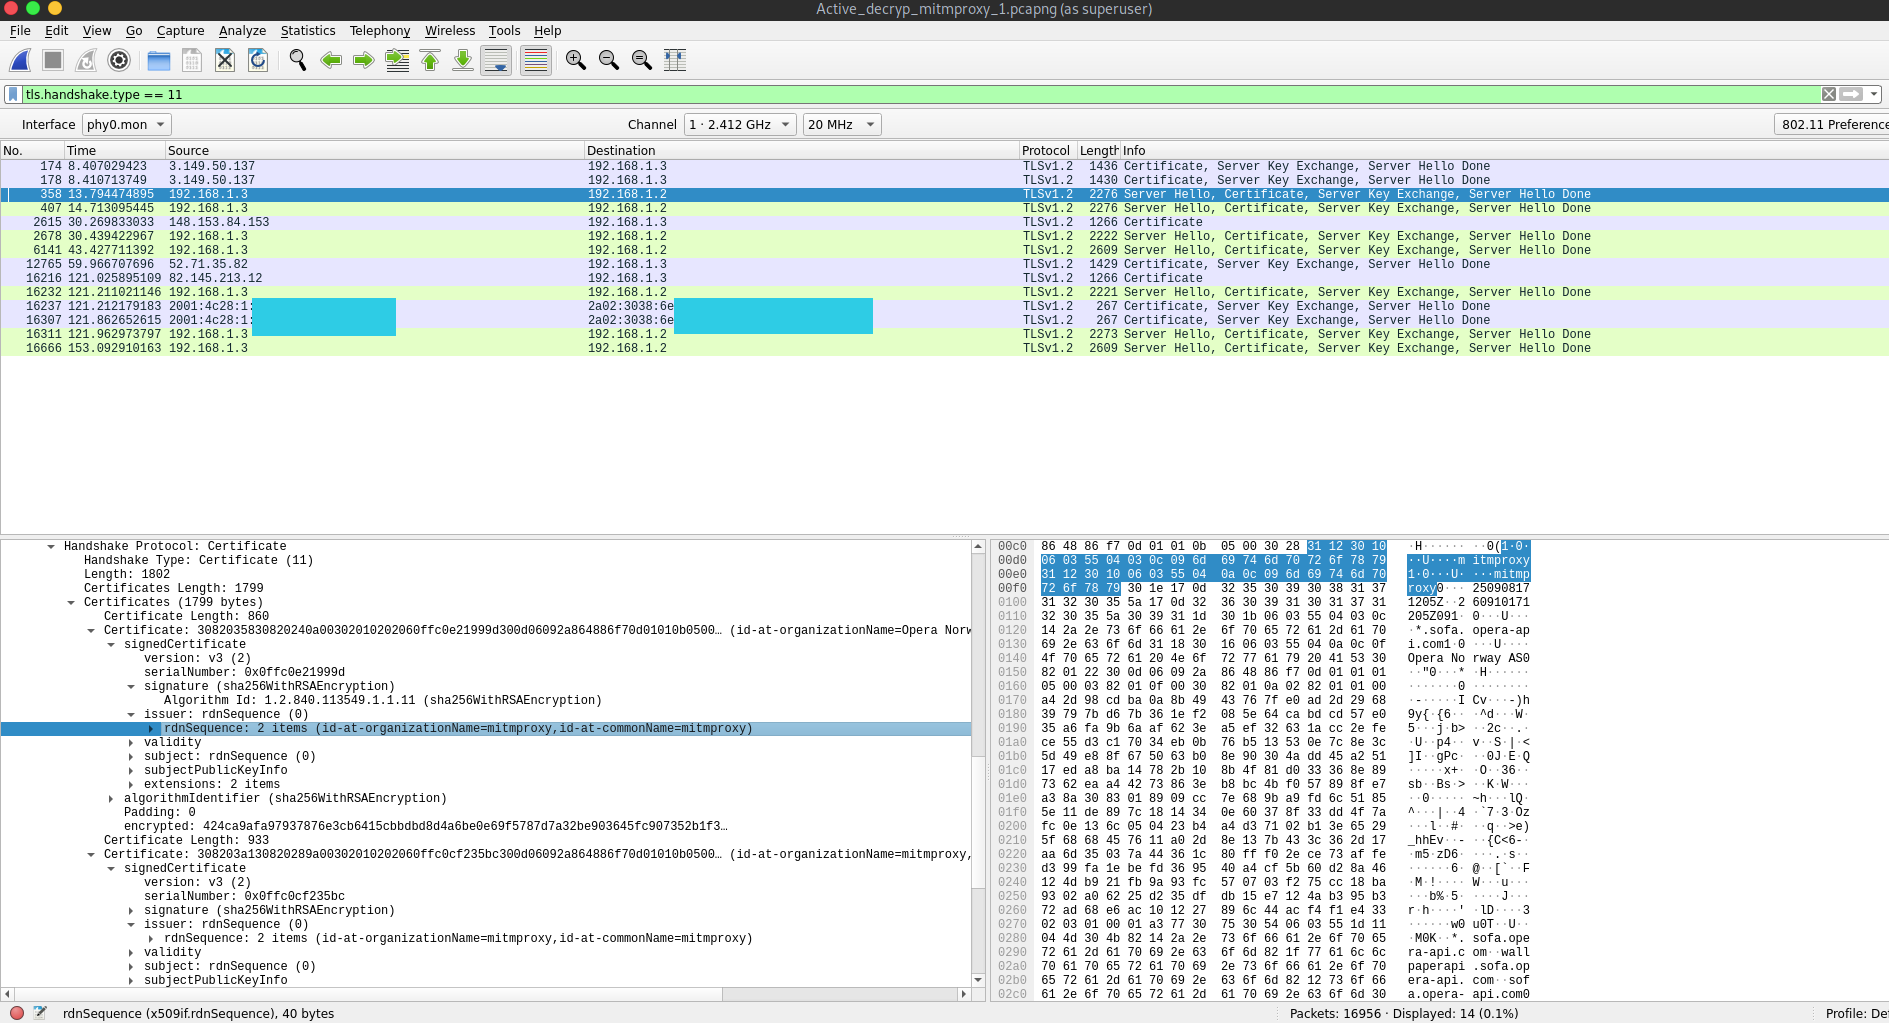 Active_decryp_mitmproxy_1.pcapng (as superuser)
File Edit View Go Capture Analyze Statistics Telephony Wireless Tools Help
tls.handshake.type == 11
Interface phy0.mon Channel 1 · 2.412 GHz 20 MHz 802.11 Preference
No. Time Source Destination Protocol Length Info
174 8.407029423 3.149.50.137 192.168.1.3 TLSv1.2 1436 Certificate, Server Key Exchange, Server Hello Done
178 8.410713749 3.149.50.137 192.168.1.3 TLSv1.2 1430 Certificate, Server Key Exchange, Server Hello Done
358 13.794474895 192.168.1.3 192.168.1.2 TLSv1.2 2276 Server Hello, Certificate, Server Key Exchange, Server Hello Done
407 14.713095445 192.168.1.3 192.168.1.2 TLSv1.2 2276 Server Hello, Certificate, Server Key Exchange, Server Hello Done
2615 30.269833033 148.153.84.153 192.168.1.3 TLSv1.2 1266 Certificate
2678 30.439422967 192.168.1.3 192.168.1.2 TLSv1.2 2222 Server Hello, Certificate, Server Key Exchange, Server Hello Done
6141 43.427711392 192.168.1.3 192.168.1.2 TLSv1.2 2609 Server Hello, Certificate, Server Key Exchange, Server Hello Done
12765 59.966707696 52.71.35.82 192.168.1.3 TLSv1.2 1429 Certificate, Server Key Exchange, Server Hello Done
16216 121.025895109 82.145.213.12 192.168.1.3 TLSv1.2 1266 Certificate
16232 121.211021146 192.168.1.3 192.168.1.2 TLSv1.2 2221 Server Hello, Certificate, Server Key Exchange, Server Hello Done
16237 121.212179183 2001:4c28:1: 2a02:3038:6e TLSv1.2 267 Certificate, Server Key Exchange, Server Hello Done
16307 121.862652615 2001:4c28:1: 2a02:3038:6e TLSv1.2 267 Certificate, Server Key Exchange, Server Hello Done
16311 121.962973797 192.168.1.3 192.168.1.2 TLSv1.2 2273 Server Hello, Certificate, Server Key Exchange, Server Hello Done
16666 153.092910163 192.168.1.3 192.168.1.2 TLSv1.2 2609 Server Hello, Certificate, Server Key Exchange, Server Hello Done
Handshake Protocol: Certificate
Handshake Type: Certificate (11)
Length: 1802
Certificates Length: 1799
Certificates (1799 bytes)
Certificate Length: 860
Certificate: 3082035830820240a00302010202060ffc0e21999d300d06092a864886f70d01010b0500… (id-at-organizationName=Opera Norw
signedCertificate
version: v3 (2)
serialNumber: 0x0ffc0e21999d
signature (sha256WithRSAEncryption)
Algorithm Id: 1.2.840.113549.1.1.11 (sha256WithRSAEncryption)
issuer: rdnSequence (0)
rdnSequence: 2 items (id-at-organizationName=mitmproxy,id-at-commonName=mitmproxy)
validity
subject: rdnSequence (0)
subjectPublicKeyInfo
extensions: 2 items
algorithmIdentifier (sha256WithRSAEncryption)
Padding: 0
encrypted: 424ca9afa97937876e3cb6415cbbdbd8d4a6be0e69f5787d7a32be903645fc907352b1f3…
Certificate Length: 933
Certificate: 308203a130820289a00302010202060ffc0cf235bc300d06092a864886f70d01010b0500… (id-at-organizationName=mitmproxy,
signedCertificate
version: v3 (2)
serialNumber: 0x0ffc0cf235bc
signature (sha256WithRSAEncryption)
issuer: rdnSequence (0)
rdnSequence: 2 items (id-at-organizationName=mitmproxy,id-at-commonName=mitmproxy)
validity
subject: rdnSequence (0)
subjectPublicKeyInfo
00c0 86 48 86 f7 0d 01 01 0b 05 00 30 28 31 12 30 10 ·H······ ··0(1·0·
00d0 06 03 55 04 03 0c 09 6d 69 74 6d 70 72 6f 78 79 ··U····m itmproxy
00e0 31 12 30 10 06 03 55 04 0a 0c 09 6d 69 74 6d 70 1·0···U· ···mitmp
00f0 72 6f 78 79 30 1e 17 0d 32 35 30 39 30 38 31 37 roxy0··· 25090817
0100 31 32 30 35 5a 17 0d 32 36 30 39 31 30 31 37 31 1205Z··2 60910171
0110 32 30 35 5a 30 39 31 1d 30 1b 06 03 55 04 03 0c 205Z091· 0···U···
0120 14 2a 2e 73 6f 66 61 2e 6f 70 65 72 61 2d 61 70 ·*.sofa. opera-ap
0130 69 2e 63 6f 6d 31 18 30 16 06 03 55 04 0a 0c 0f i.com1·0 ···U····
0140 4f 70 65 72 61 20 4e 6f 72 77 61 79 20 41 53 30 Opera No rway AS0
0150 82 01 22 30 0d 06 09 2a 86 48 86 f7 0d 01 01 01 ··"0···* ·H······
0160 05 00 03 82 01 0f 00 30 82 01 0a 02 82 01 01 00 ·······0 ········
0170 a4 2d 98 cd ba 0a 8b 49 43 76 7f e0 ad 2d 29 68 ·-·····I Cv···-)h
0180 39 79 7b d6 7b 36 1e f2 08 5e 64 ca bd cd 57 e0 9y{·{6·· ·^d···W·
0190 35 a6 fa 9b 6a af 62 3e a5 ef 32 63 1a cc 2e fe 5···j·b> ··2c··.·
01a0 ce 55 d3 c1 70 34 eb 0b 76 b5 13 53 0e 7c 8e 3c ·U··p4·· v··S·|·<
01b0 5d 49 e8 8f 67 50 63 b0 8e 90 30 4a dd 45 a2 51 ]I··gPc· ··0J·E·Q
01c0 17 ed a8 ba 14 78 2b 10 8b 4f 81 d0 33 36 8e 89 ·····x+· ·O··36··
01d0 73 62 ea a4 42 73 86 3e b8 bc 4b f0 57 89 8f e7 sb··Bs·> ··K·W···
01e0 a3 8a 30 83 01 89 09 cc 7e 68 9b a9 fd 6c 51 85 ··0····· ~h···lQ·
01f0 5e 11 de 89 7c 18 14 34 0e 60 37 8f 33 dd 4f 7a ^···|··4 ·`7·3·Oz
0200 fc 0e 13 6c 05 04 23 b4 a4 d3 71 02 b1 3e 65 29 ···l··#· ··q··>e)
0210 5f 68 68 45 76 11 a0 2d 8e 13 7b 43 3c 36 2d 17 _hhEv··- ··{C<6-·
0220 aa 6d 35 03 7a 44 36 1c 80 ff f0 2e ce 73 af fe ·m5·zD6· ···.·s··
0230 d3 99 fa 1e be fd 36 95 40 a4 cf 5b 60 d2 8a 46 ······6· @··[`··F
0240 12 4d b9 21 fb 9a 93 fc 57 07 03 f2 75 cc 18 ba ·M·!···· W···u···
0250 93 02 a0 62 25 d2 35 df db 15 e7 12 4a b3 95 b3 ···b%·5· ····J···
0260 72 ad 68 e6 ac 10 12 27 89 6c 44 ac f4 f1 e4 33 r·h····' ·lD····3
0270 02 03 01 00 01 a3 77 30 75 30 54 06 03 55 1d 11 ······w0 u0T··U··
0280 04 4d 30 4b 82 14 2a 2e 73 6f 66 61 2e 6f 70 65 ·M0K··*. sofa.ope
0290 72 61 2d 61 70 69 2e 63 6f 6d 82 1f 77 61 6c 6c ra-api.c om··wall
02a0 70 61 70 65 72 61 70 69 2e 73 6f 66 61 2e 6f 70 paperapi .sofa.op
02b0 65 72 61 2d 61 70 69 2e 63 6f 6d 82 12 73 6f 66 era-api. com··sof
02c0 61 2e 6f 70 65 72 61 2d 61 70 69 2e 63 6f 6d 30 a.opera- api.com0
rdnSequence (x509if.rdnSequence), 40 bytes Packets: 16956 · Displayed: 14 (0.1%) Profile: De